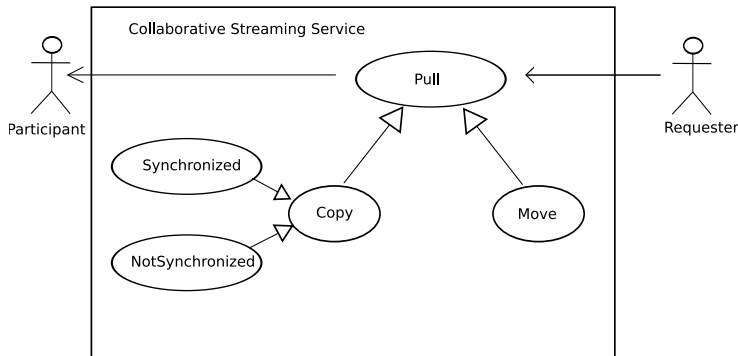 Collaborative Streaming Service
Pull
Participant
Requester
Synchronized
Copy
Move
NotSynchronized